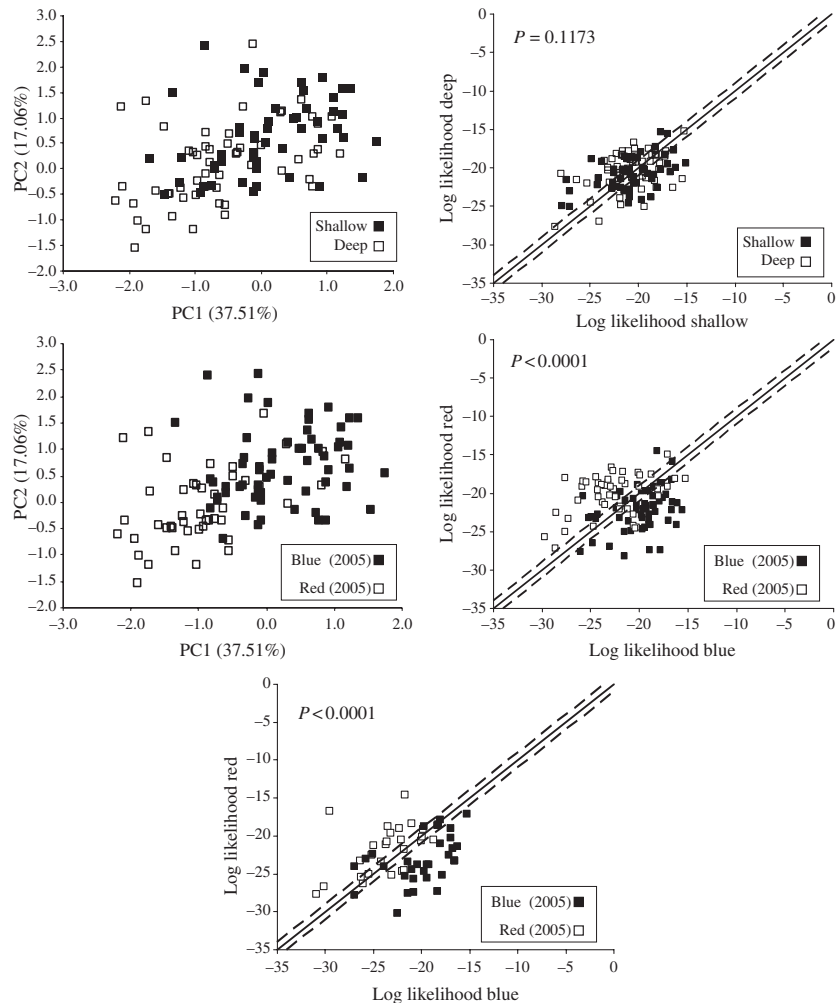 3.0
2.5
2.0
1.5
1.0
0.5
0.0
−0.5
−1.0
−1.5
−2.0
PC2 (17.06%)
−3.0 −2.0 −1.0 0.0 1.0 2.0
PC1 (37.51%)
Shallow
Deep
P = 0.1173
0
−5
−10
−15
−20
−25
−30
−35
Log likelihood deep
−35 −30 −25 −20 −15 −10 −5 0
Log likelihood shallow
Shallow
Deep
3.0
2.5
2.0
1.5
1.0
0.5
0.0
−0.5
−1.0
−1.5
−2.0
PC2 (17.06%)
−3.0 −2.0 −1.0 0.0 1.0 2.0
PC1 (37.51%)
Blue (2005)
Red (2005)
P<0.0001
0
−5
−10
−15
−20
−25
−30
−35
Log likelihood red
−35 −30 −25 −20 −15 −10 −5 0
Log likelihood blue
Blue (2005)
Red (2005)
P<0.0001
0
−5
−10
−15
−20
−25
−30
−35
Log likelihood red
−35 −30 −25 −20 −15 −10 −5 0
Log likelihood blue
Blue (2005)
Red (2005)